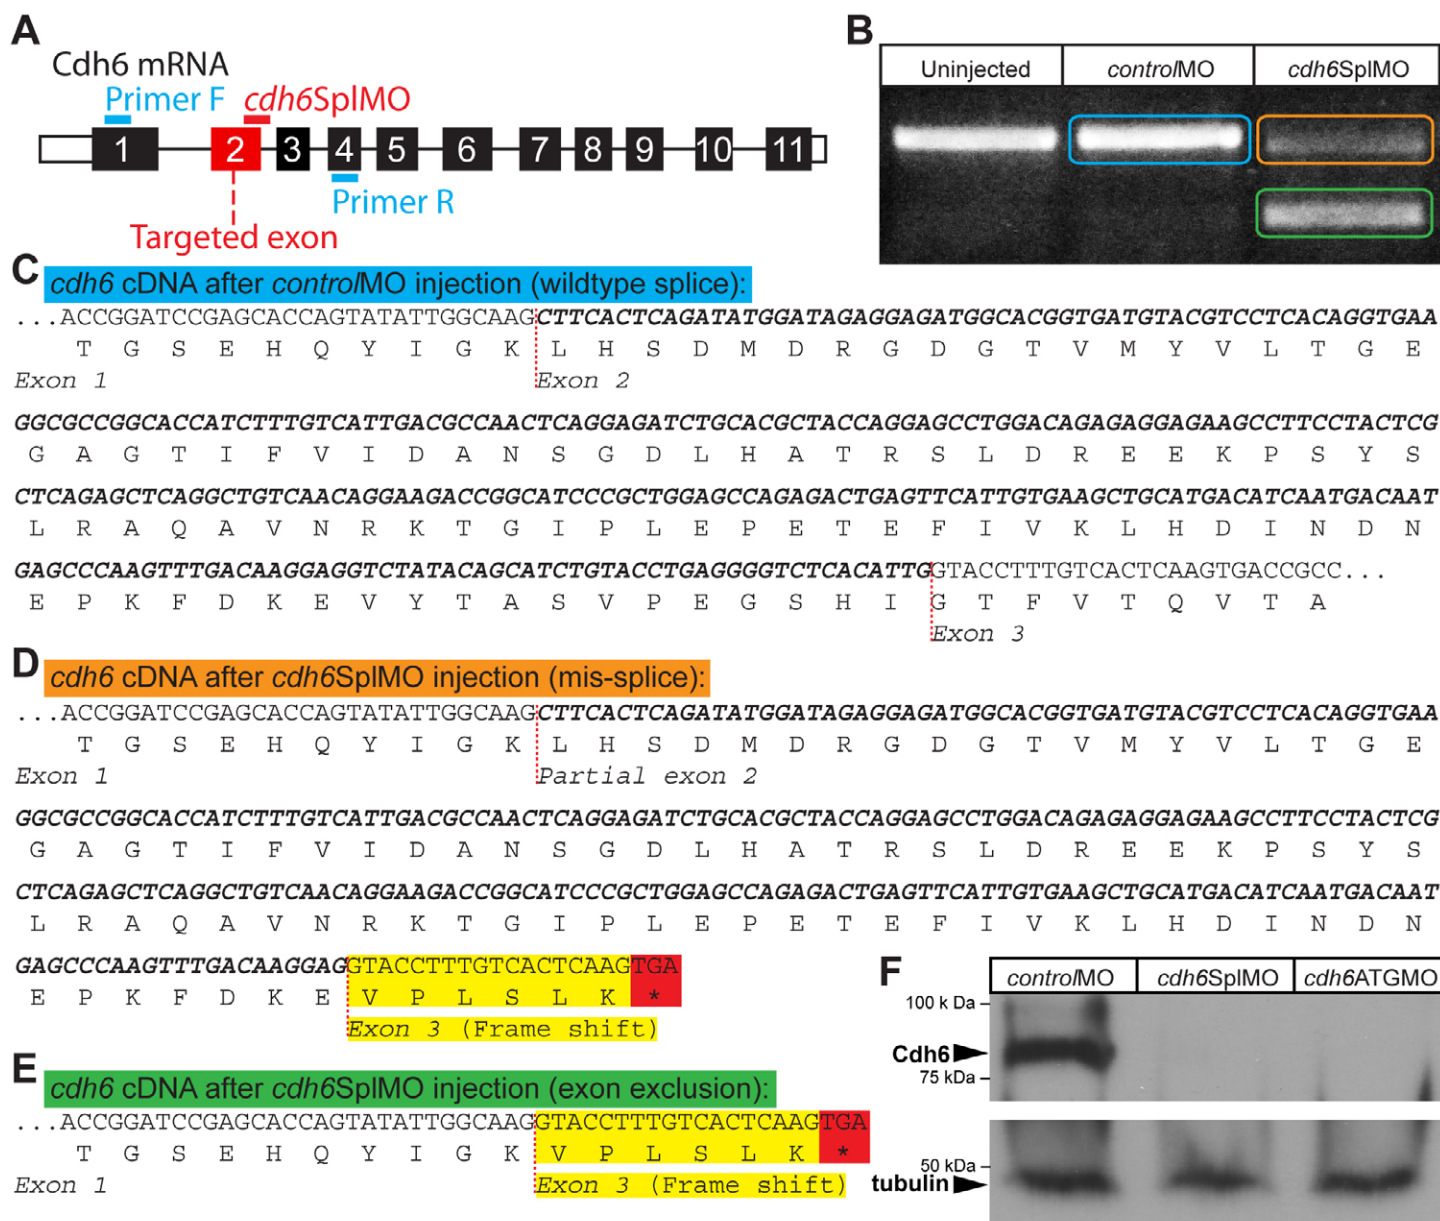 A
Cdh6 mRNA
Primer F
cdh6SplMO
1 2 3 4 5 6 7 8 9 10 11
Primer R
Targeted exon
B
Uninjected controlMO cdh6SplMO
C
cdh6 cDNA after controlMO injection (wildtype splice):
...ACCGGATCCGAGCACCAGTATATTGGCAAGCTTCACTCAGATATGGATAGAGGAGATGGCACGGTGATGTACGTCCTCACAGGTGAA
T G S E H Q Y I G K L H S D M D R G D G T V M Y V L T G E
Exon 1 Exon 2
GGCGCCGGCACCATCTTTGTCATTGACGCCAACTCAGGAGATCTGCACGCTACCAGGAGCCTGGACAGAGAGGAGAAGCCTTCCTACTCG
G A G T I F V I D A N S G D L H A T R S L D R E E K P S Y S
CTCAGAGCTCAGGCTGTCAACAGGAAGACCGGCATCCCGCTGGAGCCAGAGACTGAGTTCATTGTGAAGCTGCATGACATCAATGACAAT
L R A Q A V N R K T G I P L E P E T E F I V K L H D I N D N
GAGCCCAAGTTTGACAAGGAGGTCTATACAGCATCTGTACCTGAGGGGTCTCACATTGGTACCTTTGTCACTCAAGTGACCGCC...
E P K F D K E V Y T A S V P E G S H I G T F V T Q V T A
Exon 3
D
cdh6 cDNA after cdh6SplMO injection (mis-splice):
...ACCGGATCCGAGCACCAGTATATTGGCAAGCTTCACTCAGATATGGATAGAGGAGATGGCACGGTGATGTACGTCCTCACAGGTGAA
T G S E H Q Y I G K L H S D M D R G D G T V M Y V L T G E
Exon 1 Partial exon 2
GGCGCCGGCACCATCTTTGTCATTGACGCCAACTCAGGAGATCTGCACGCTACCAGGAGCCTGGACAGAGAGGAGAAGCCTTCCTACTCG
G A G T I F V I D A N S G D L H A T R S L D R E E K P S Y S
CTCAGAGCTCAGGCTGTCAACAGGAAGACCGGCATCCCGCTGGAGCCAGAGACTGAGTTCATTGTGAAGCTGCATGACATCAATGACAAT
L R A Q A V N R K T G I P L E P E T E F I V K L H D I N D N
GAGCCCAAGTTTGACAAGGAGGTACCTTTGTCACTCAAGTGA
E P K F D K E V P L S L K *
Exon 3 (Frame shift)
E
cdh6 cDNA after cdh6SplMO injection (exon exclusion):
...ACCGGATCCGAGCACCAGTATATTGGCAAGGTACCTTTGTCACTCAAGTGA
T G S E H Q Y I G K V P L S L K *
Exon 1 Exon 3 (Frame shift)
F
controlMO cdh6SplMO cdh6ATGMO
100 k Da
Cdh6
75 kDa
50 kDa
tubulin